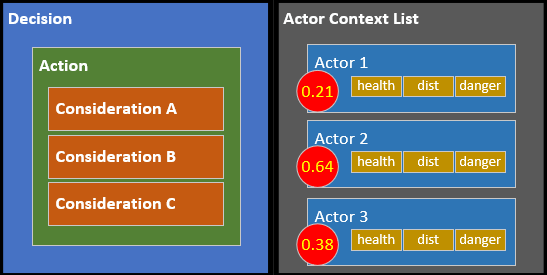 Decision
Action
Consideration A
Consideration B
Consideration C
Actor Context List
Actor 1
0.21
health dist danger
Actor 2
0.64
health dist danger
Actor 3
0.38
health dist danger